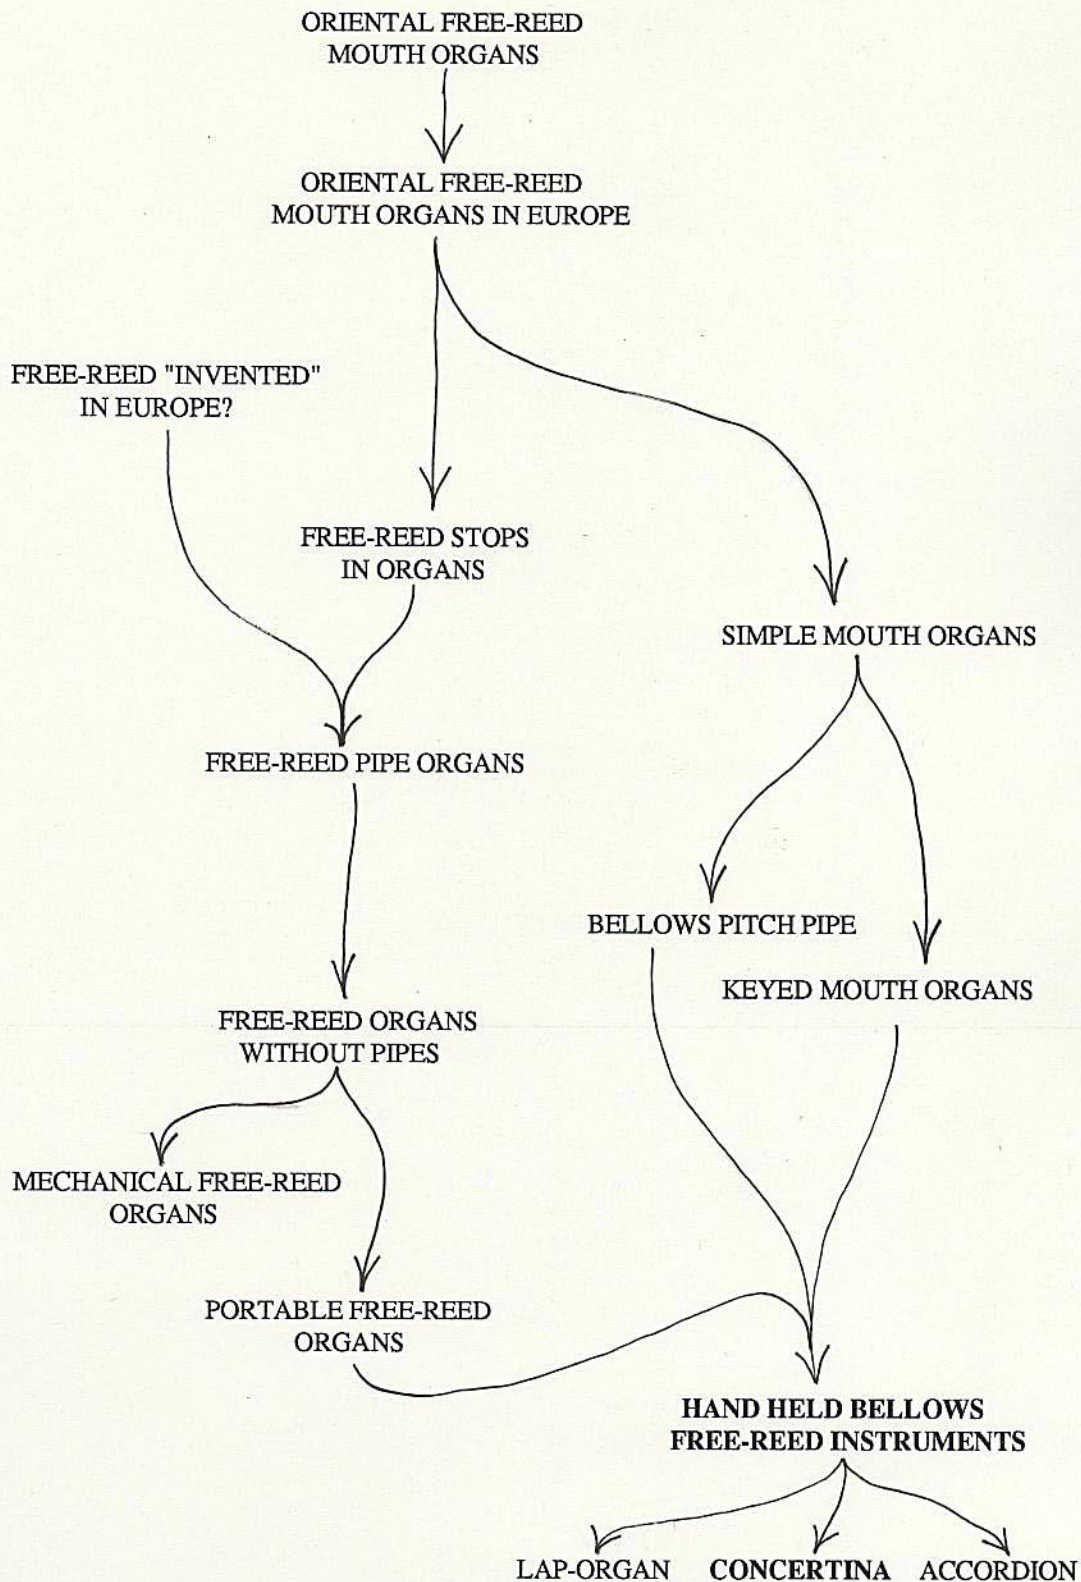 ORIENTAL FREE-REED
MOUTH ORGANS
ORIENTAL FREE-REED
MOUTH ORGANS IN EUROPE
FREE-REED "INVENTED"
IN EUROPE?
FREE-REED STOPS
IN ORGANS
SIMPLE MOUTH ORGANS
FREE-REED PIPE ORGANS
BELLOWS PITCH PIPE
KEYED MOUTH ORGANS
FREE-REED ORGANS
WITHOUT PIPES
MECHANICAL FREE-REED
ORGANS
PORTABLE FREE-REED
ORGANS
HAND HELD BELLOWS
FREE-REED INSTRUMENTS
LAP-ORGAN CONCERTINA ACCORDION